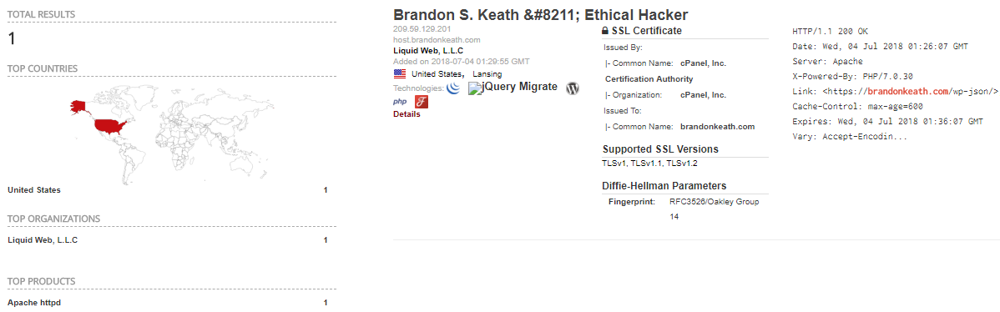 TOTAL RESULTS
1
TOP COUNTRIES
United States 1
TOP ORGANIZATIONS
Liquid Web, L.L.C 1
TOP PRODUCTS
Apache httpd 1
Brandon S. Keath &#8211; Ethical Hacker
209.59.129.201
host.brandonkeath.com
Liquid Web, L.L.C
Added on 2018-07-04 01:29:55 GMT
United States, Lansing
Technologies: jQuery Migrate
php
Details
SSL Certificate
Issued By:
|- Common Name: cPanel, Inc.
Certification Authority
|- Organization: cPanel, Inc.
Issued To:
|- Common Name: brandonkeath.com
Supported SSL Versions
TLSv1, TLSv1.1, TLSv1.2
Diffie-Hellman Parameters
Fingerprint: RFC3526/Oakley Group
14
HTTP/1.1 200 OK
Date: Wed, 04 Jul 2018 01:26:07 GMT
Server: Apache
X-Powered-By: PHP/7.0.30
Link: <https://brandonkeath.com/wp-json/>
Cache-Control: max-age=600
Expires: Wed, 04 Jul 2018 01:36:07 GMT
Vary: Accept-Encodin...